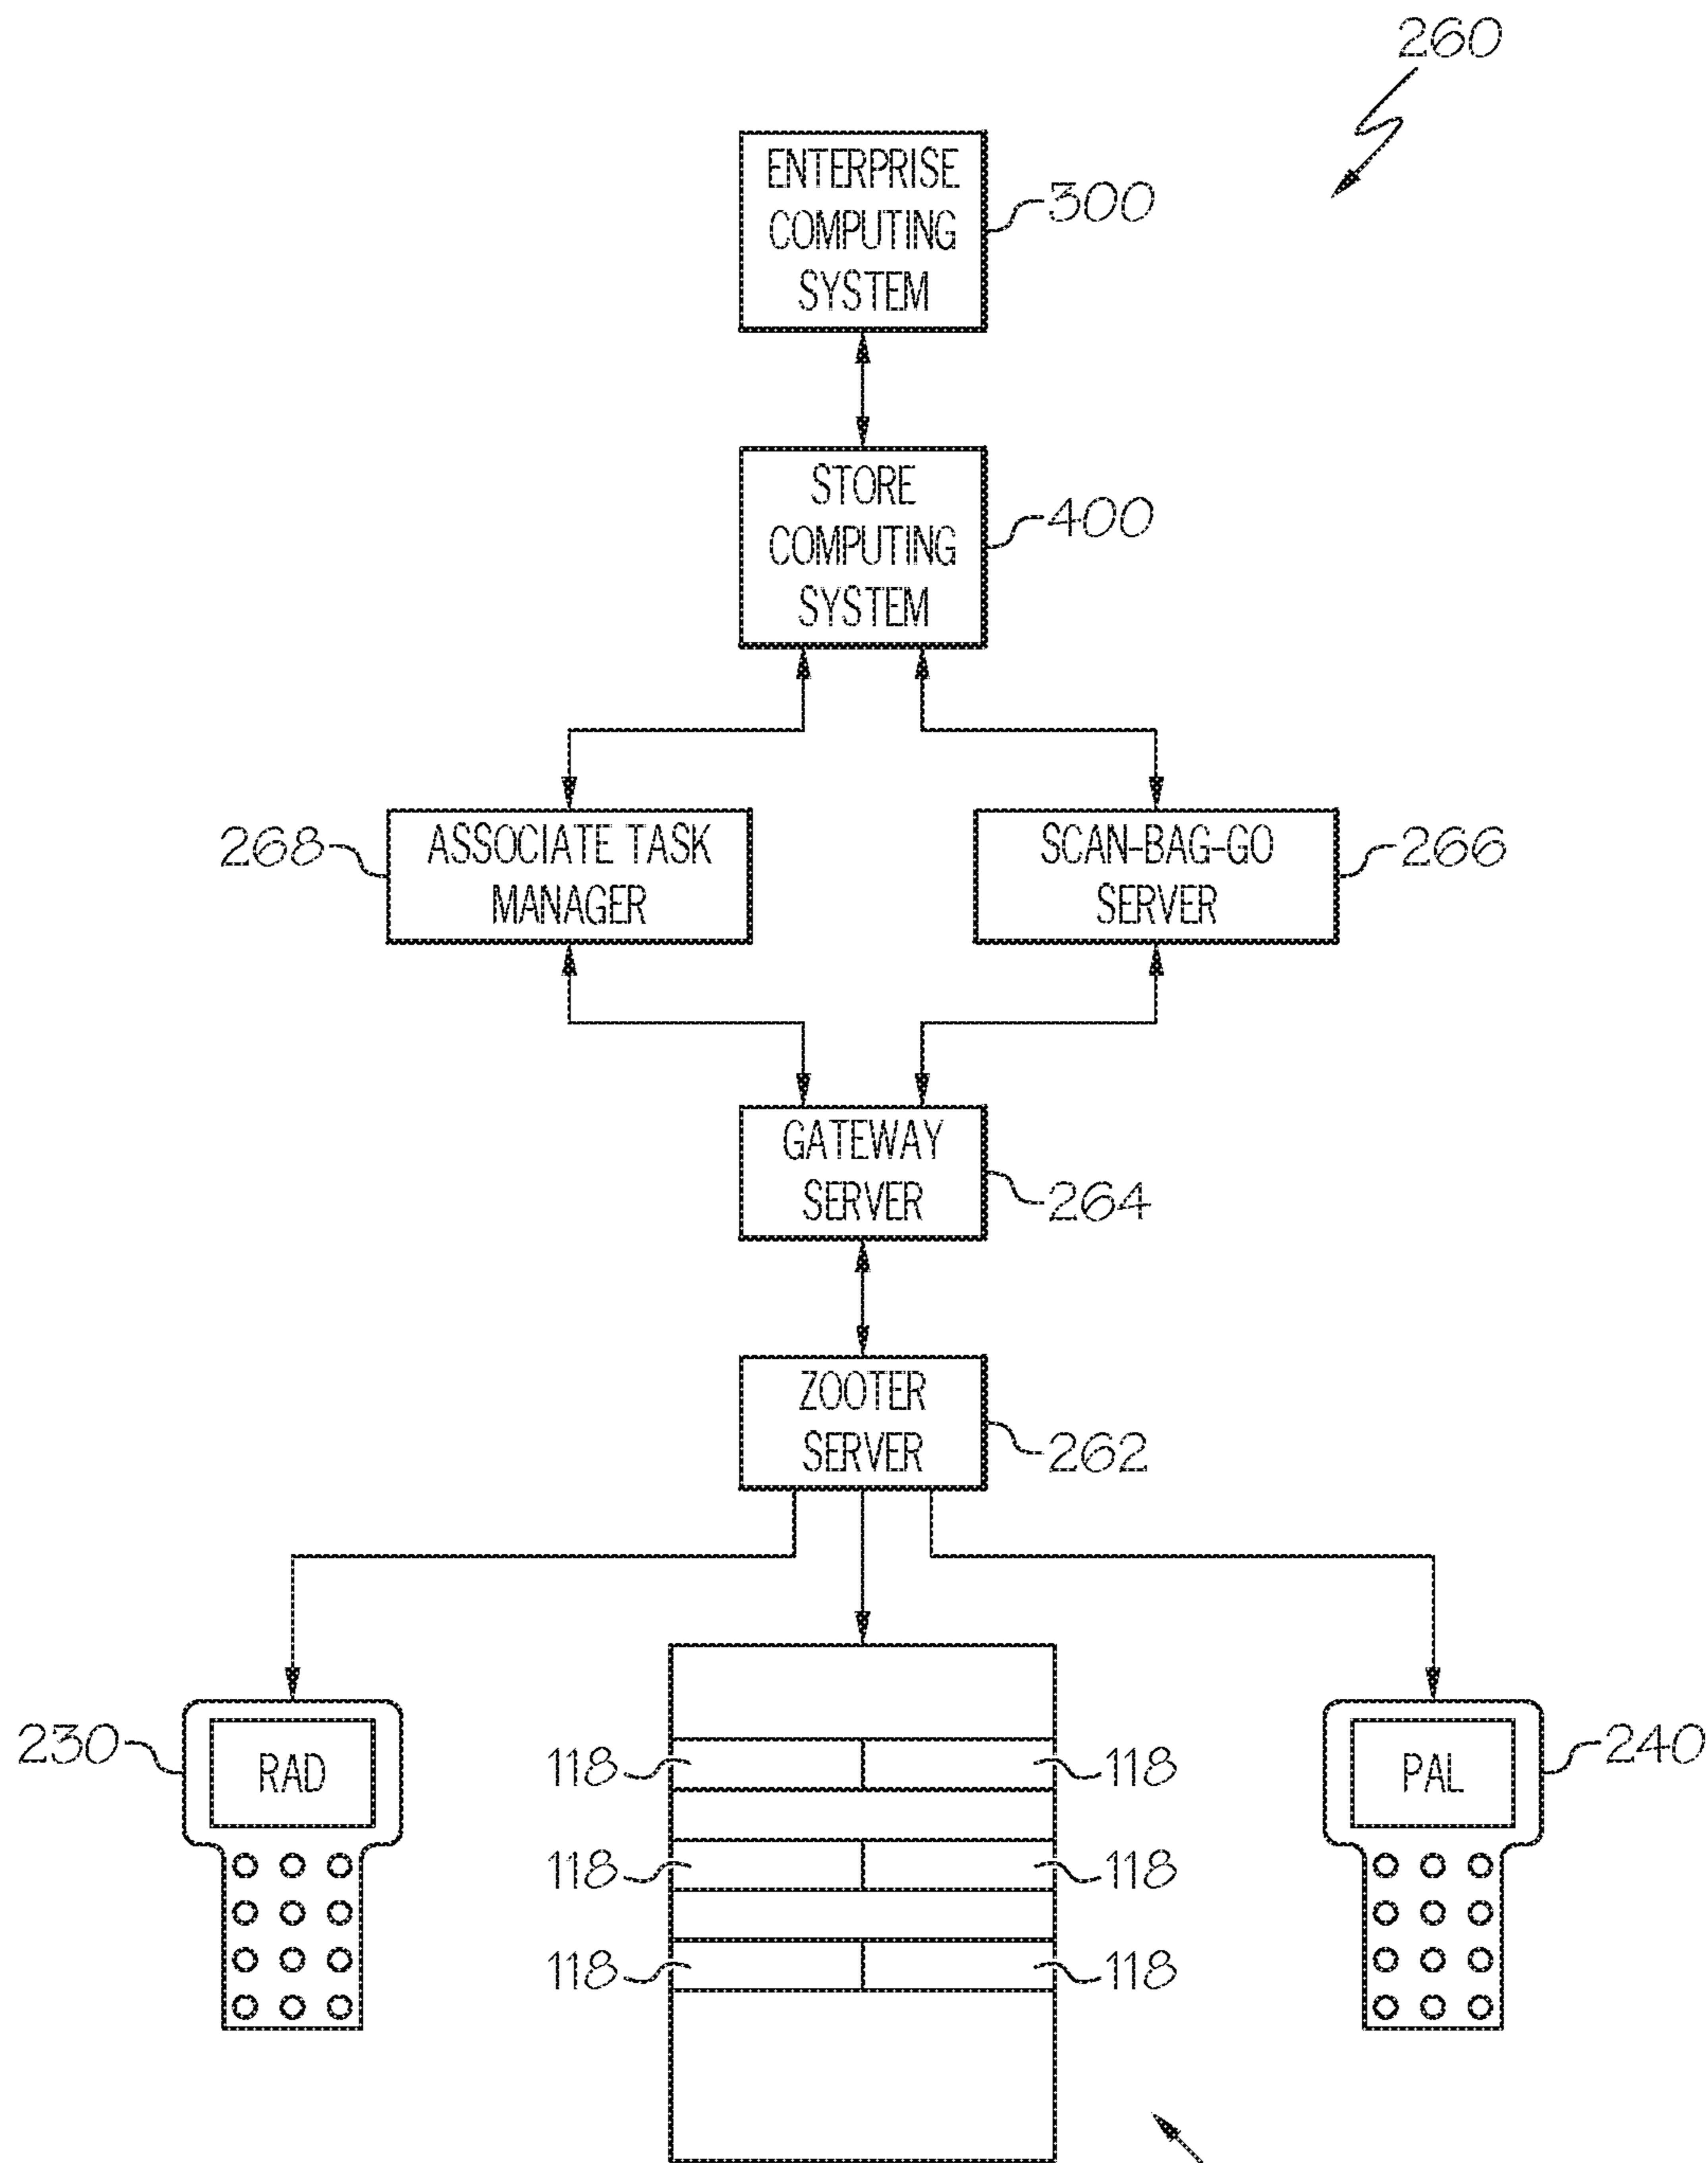 260
ENTERPRISE
COMPUTING
SYSTEM
300
STORE
COMPUTING
SYSTEM
400
268
ASSOCIATE TASK
MANAGER
SCAN-BAG-GO
SERVER
266
GATEWAY
SERVER
264
ZOOTER
SERVER
262
230
RAD
118
118
PAL
240
118
118
118
118